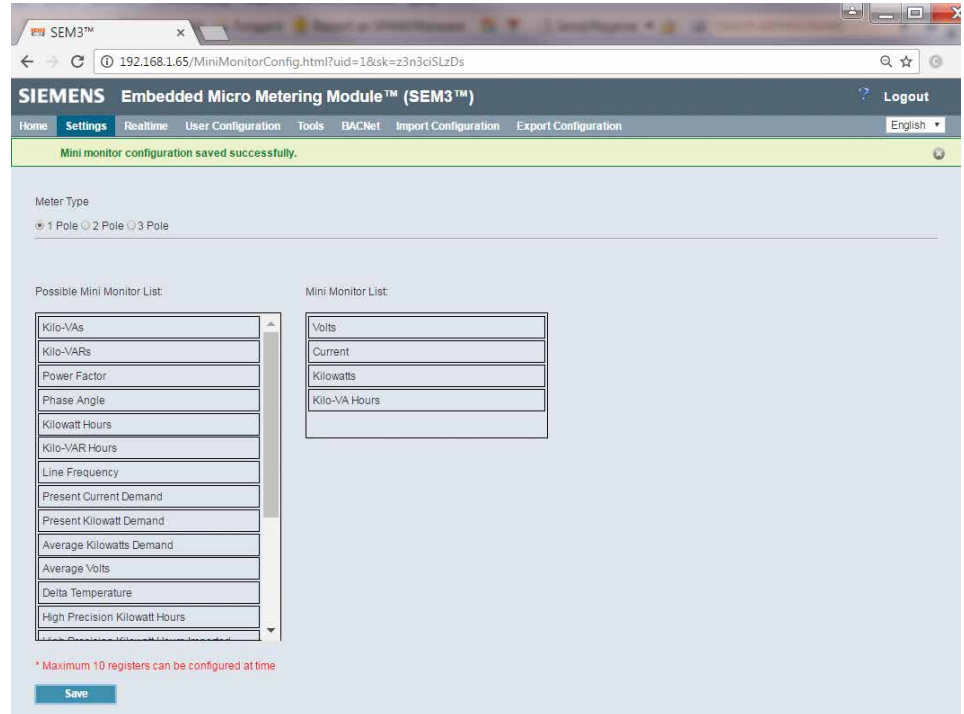 SEM3™
192.168.1.65/MiniMonitorConfig.html?uid=1&sk=z3n3ciSLzDs
SIEMENS Embedded Micro Metering Module™ (SEM3™) ? Logout
Home Settings Realtime User Configuration Tools BACNet Import Configuration Export Configuration English
Mini monitor configuration saved successfully.
Meter Type
1 Pole 2 Pole 3 Pole
Possible Mini Monitor List:
Kilo-VAs
Kilo-VARs
Power Factor
Phase Angle
Kilowatt Hours
Kilo-VAR Hours
Line Frequency
Present Current Demand
Present Kilowatt Demand
Average Kilowatts Demand
Average Volts
Delta Temperature
High Precision Kilowatt Hours
High Precision Kilowatt Hours Imported
Mini Monitor List:
Volts
Current
Kilowatts
Kilo-VA Hours
* Maximum 10 registers can be configured at time
Save